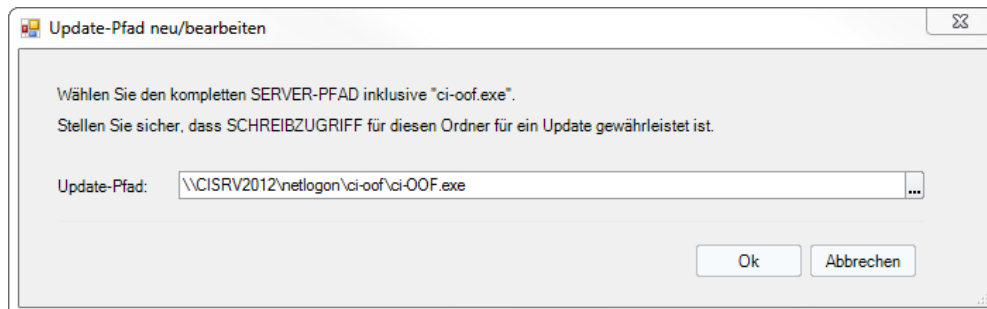 Update-Pfad neu/bearbeiten
Wählen Sie den kompletten SERVER-PFAD inklusive "ci-oof.exe".
Stellen Sie sicher, dass SCHREIBZUGRIFF für diesen Ordner für ein Update gewährleistet ist.
Update-Pfad: \\CISRV2012\netlogon\ci-oof\ci-OOF.exe ...
Ok Abbrechen